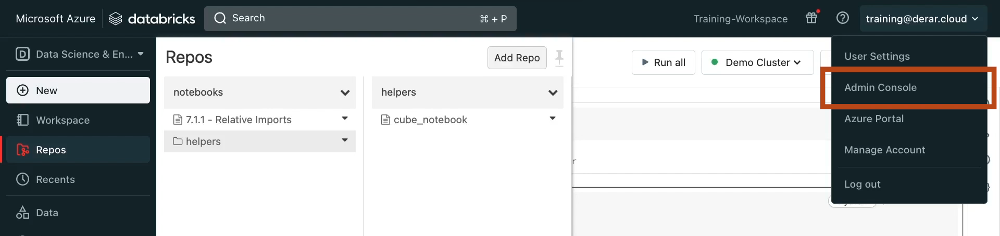 Microsoft Azure databricks Search ⌘ + P Training-Workspace training@derar.cloud
D Data Science & En...
New
Workspace
Repos
Recents
Data
Repos Add Repo
notebooks
7.1.1 - Relative Imports
helpers
helpers
cube_notebook
Run all Demo Cluster
r
User Settings
Admin Console
Azure Portal
Manage Account
Log out